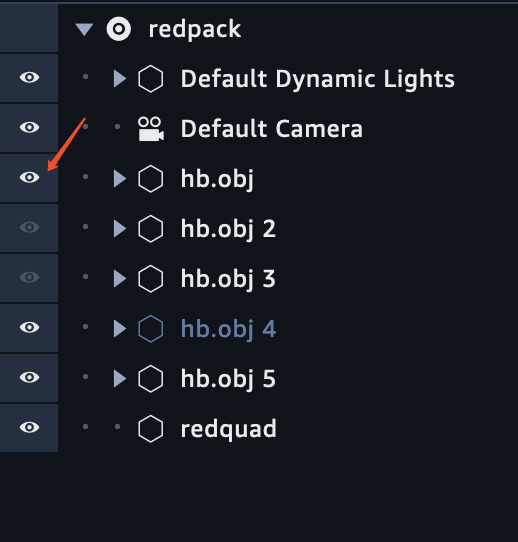 redpack
Default Dynamic Lights
Default Camera
hb.obj
hb.obj 2
hb.obj 3
hb.obj 4
hb.obj 5
redquad